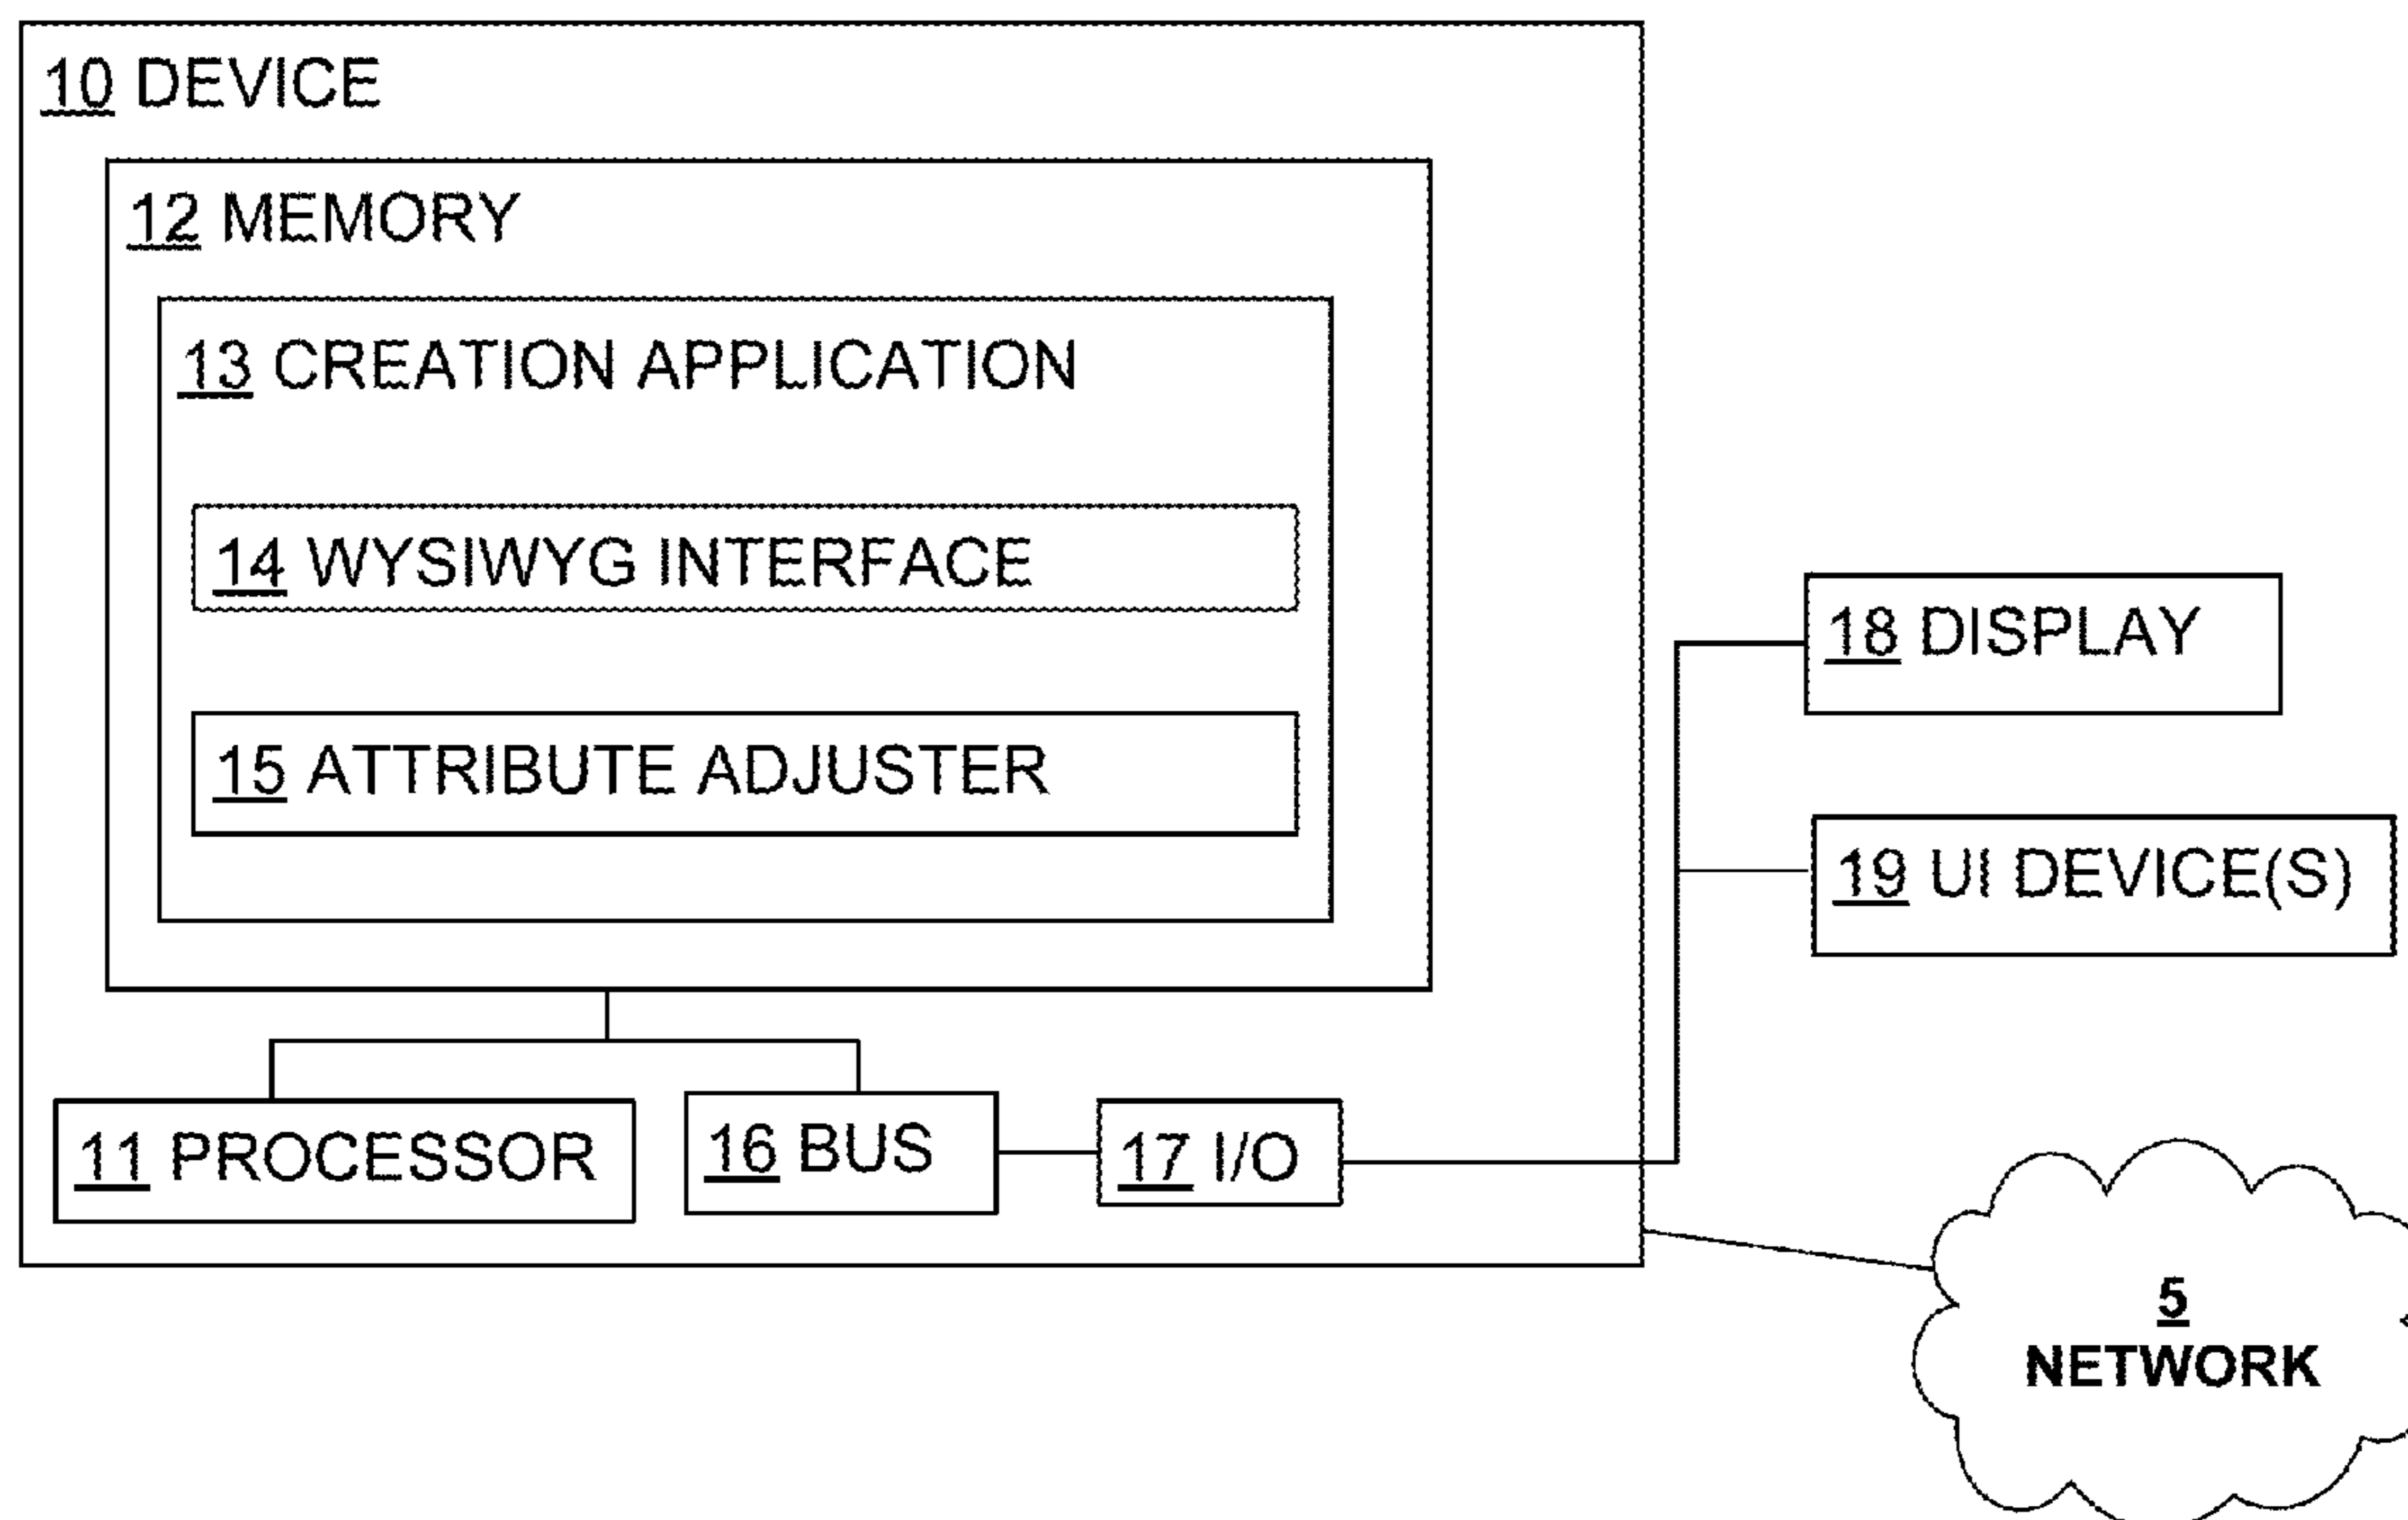 10 DEVICE
12 MEMORY
13 CREATION APPLICATION
14 WYSIWYG INTERFACE
15 ATTRIBUTE ADJUSTER
11 PROCESSOR
16 BUS
17 I/O
18 DISPLAY
19 UI DEVICE(S)
5
NETWORK